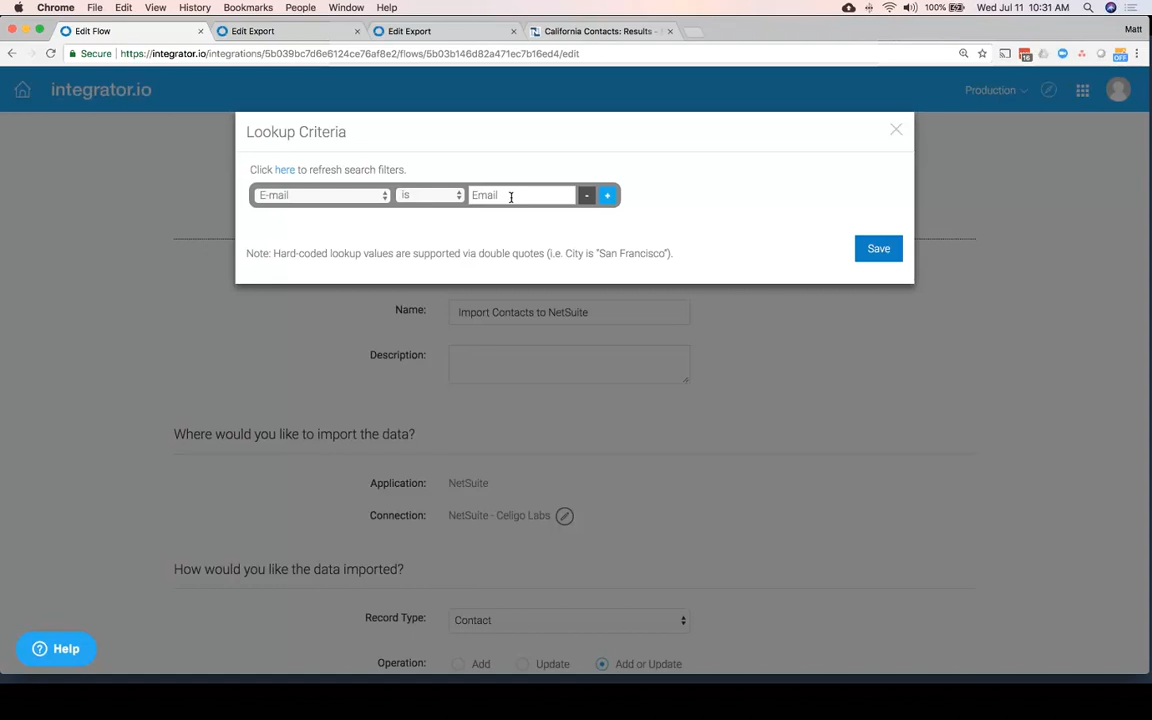 Chrome File Edit View History Bookmarks People Window Help 100% Wed Jul 11 10:31 AM
Edit Flow Edit Export Edit Export California Contacts: Results - Matt
Secure https://integrator.io/integrations/5b039bc7d6e6124ce76af8e2/flows/5b03b146d82a471ec7b16ed4/edit 16 OFF
integrator.io Production
Lookup Criteria
Click here to refresh search filters.
E-mail is Email - +
Note: Hard-coded lookup values are supported via double quotes (i.e. City is "San Francisco"). Save
Name: Import Contacts to NetSuite
Description:
Where would you like to import the data?
Application: NetSuite
Connection: NetSuite - Celigo Labs
How would you like the data imported?
Record Type: Contact
Help
Operation: Add Update Add or Update